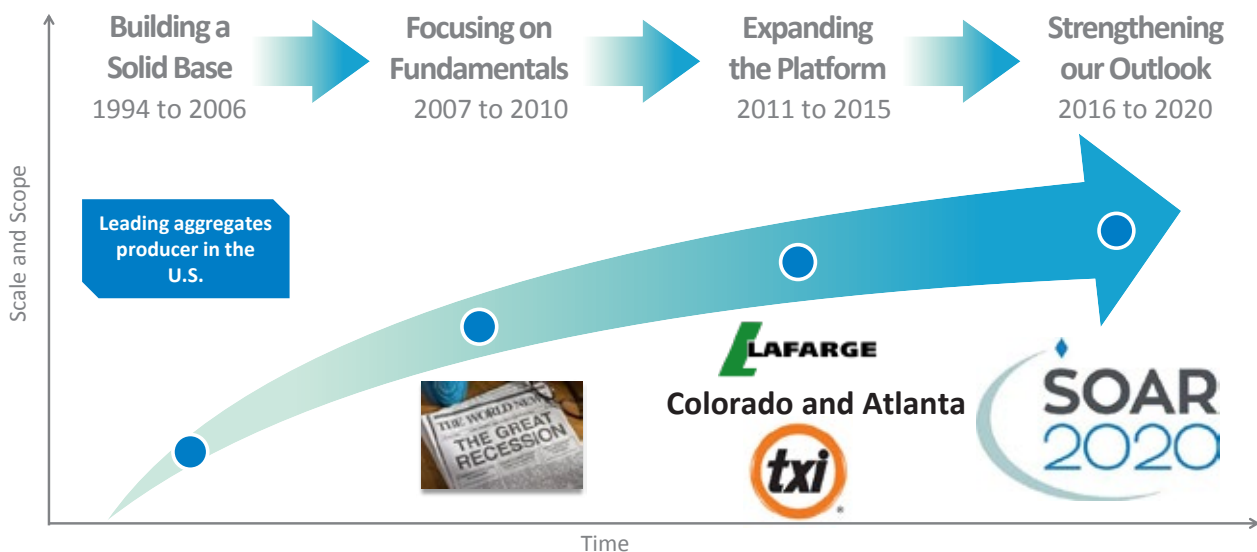 Building a
Solid Base
1994 to 2006
Focusing on
Fundamentals
2007 to 2010
Expanding
the Platform
2011 to 2015
Strengthening
our Outlook
2016 to 2020
Scale and Scope
Leading aggregates
producer in the
U.S.
THE WORLD NEWS
THE GREAT
RECESSION
LAFARGE
Colorado and Atlanta
txi
®
SOAR
2020
Time